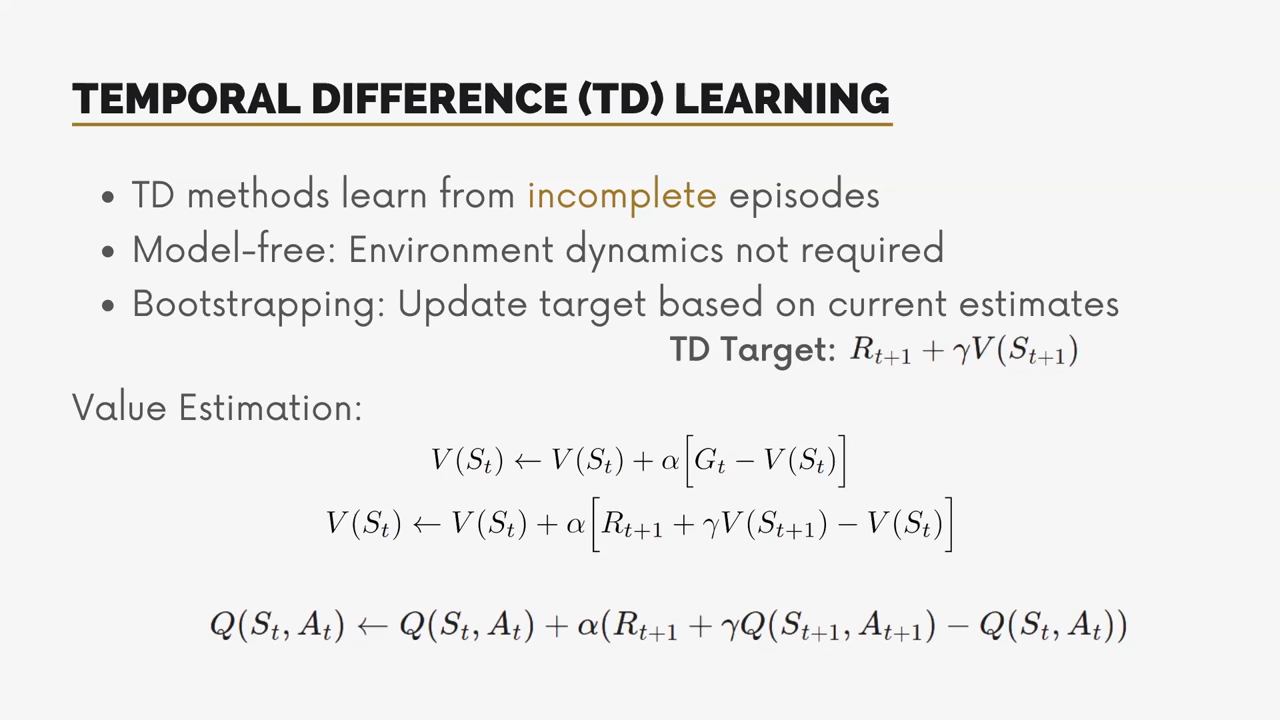 TEMPORAL DIFFERENCE (TD) LEARNING
• TD methods learn from incomplete episodes
• Model-free: Environment dynamics not required
• Bootstrapping: Update target based on current estimates
TD Target: R_{t+1} + γV(S_{t+1})
Value Estimation:
V(S_t) ← V(S_t) + α[G_t − V(S_t)]
V(S_t) ← V(S_t) + α[R_{t+1} + γV(S_{t+1}) − V(S_t)]
Q(S_t, A_t) ← Q(S_t, A_t) + α(R_{t+1} + γQ(S_{t+1}, A_{t+1}) − Q(S_t, A_t))